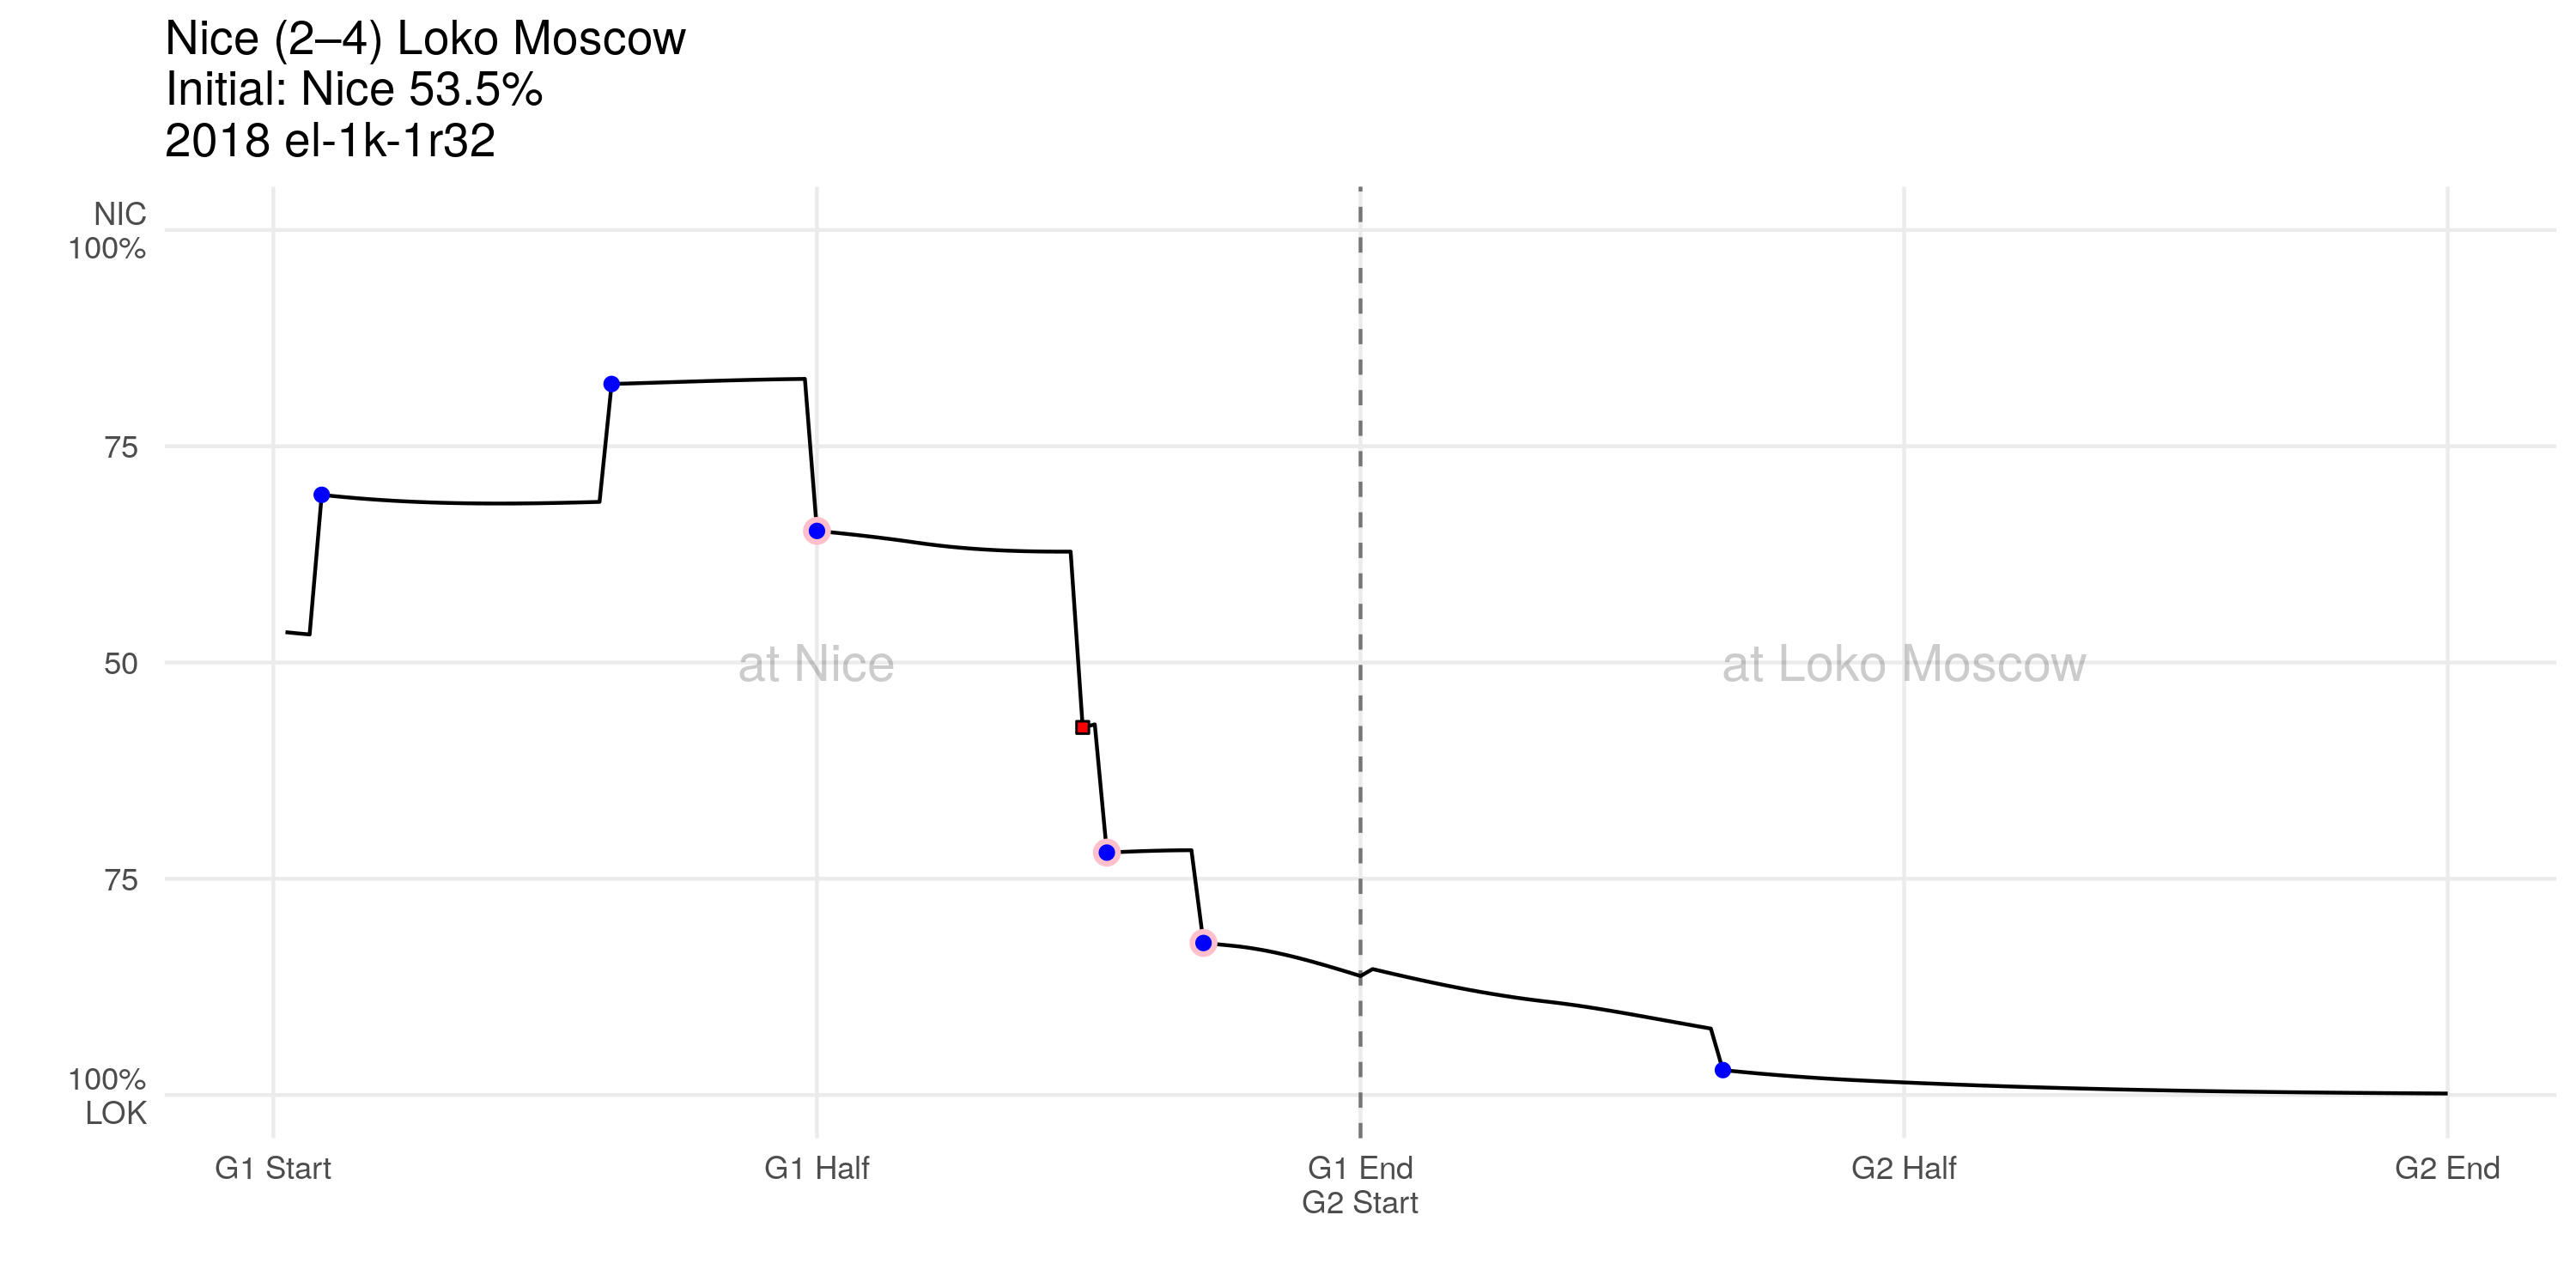 Nice (2–4) Loko Moscow
Initial: Nice 53.5%
2018 el-1k-1r32
NIC
100%
75
50
75
100%
LOK
at Nice
at Loko Moscow
G1 Start
G1 Half
G1 End
G2 Start
G2 Half
G2 End